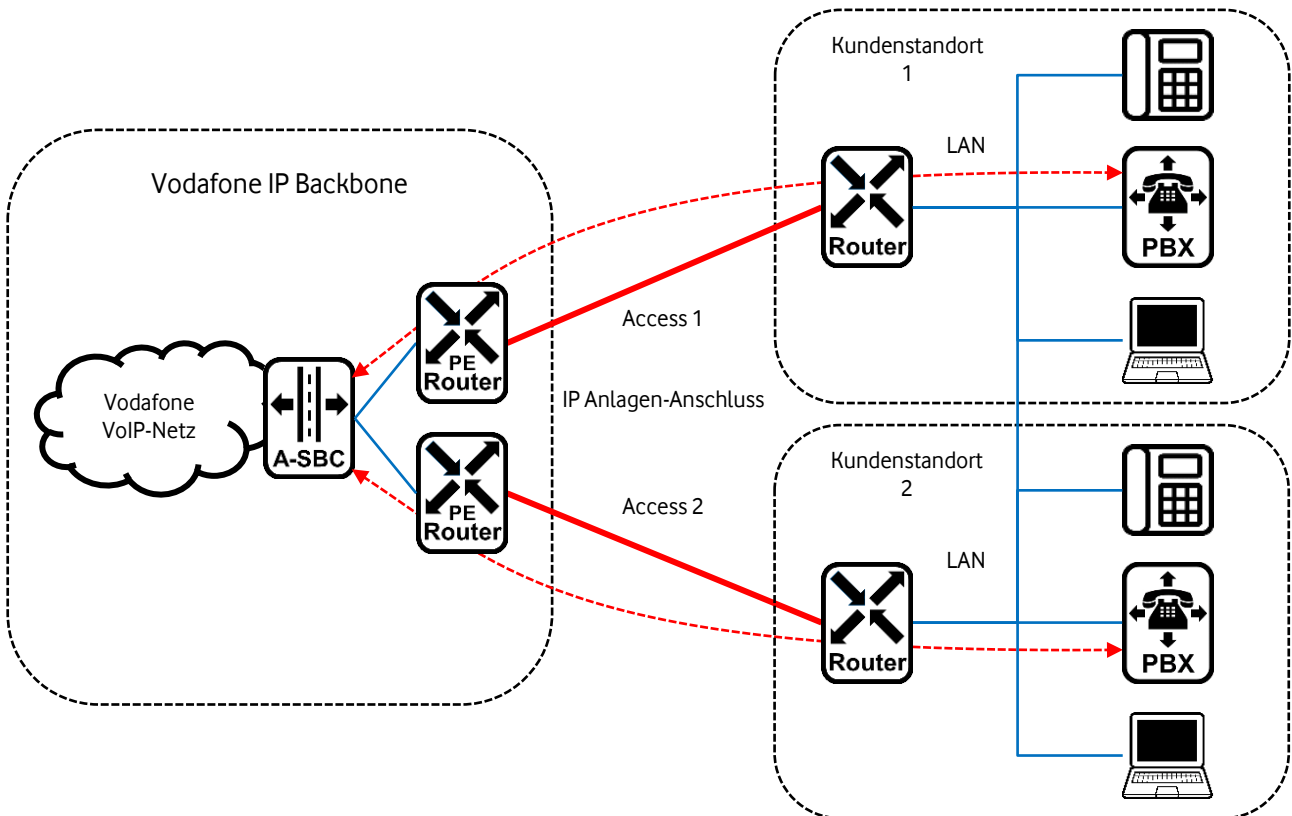 Vodafone IP Backbone
Vodafone
VoIP-Netz
A-SBC
PE
Router
PE
Router
Access 1
IP Anlagen-Anschluss
Access 2
Kundenstandort
1
LAN
Router
PBX
Kundenstandort
2
LAN
Router
PBX